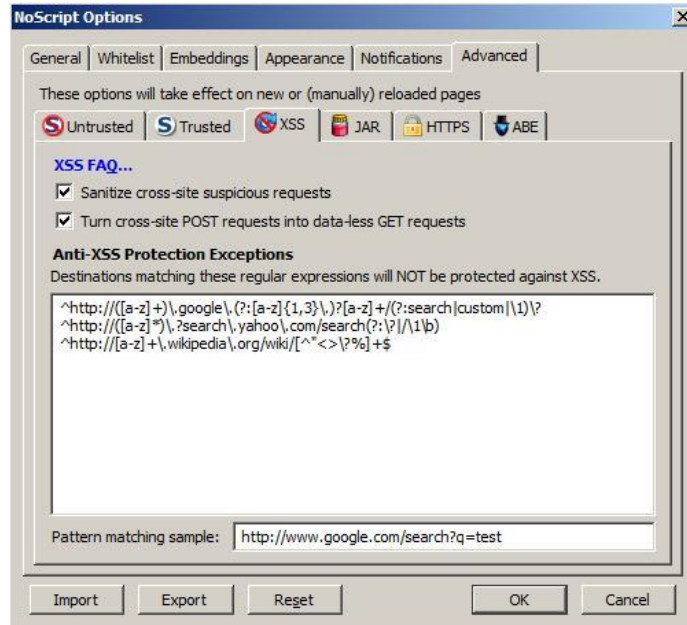 NoScript Options
General Whitelist Embeddings Appearance Notifications Advanced
These options will take effect on new or (manually) reloaded pages
Untrusted Trusted XSS JAR HTTPS ABE
XSS FAQ...
Sanitize cross-site suspicious requests
Turn cross-site POST requests into data-less GET requests
Anti-XSS Protection Exceptions
Destinations matching these regular expressions will NOT be protected against XSS.
^http://([a-z]+)\.google\.(?:[a-z]{1,3}\.)?[a-z]+/(?:search|custom|\1)\?
^http://([a-z]*)\.?search\.yahoo\.com/search(?:\?|/\1\b)
^http://[a-z]+\.wikipedia\.org/wiki/[^"<>\?%]+$
Pattern matching sample: http://www.google.com/search?q=test
Import Export Reset OK Cancel